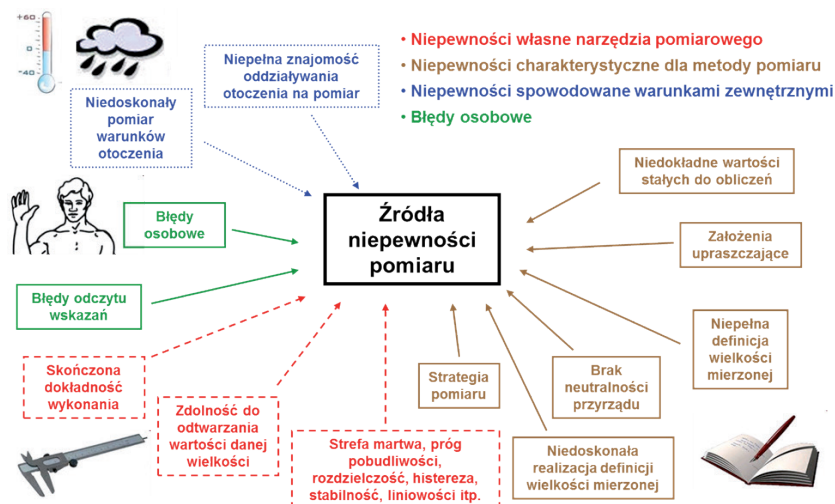 +60
0
-40
Niepełna znajomość
oddziaływania
otoczenia na pomiar
• Niepewności własne narzędzia pomiarowego
• Niepewności charakterystyczne dla metody pomiaru
• Niepewności spowodowane warunkami zewnętrznymi
• Błędy osobowe
Niedoskonały
pomiar
warunków
otoczenia
Niedokładne wartości
stałych do obliczeń
Błędy
osobowe
Źródła
niepewności
pomiaru
Założenia
upraszczające
Błędy odczytu
wskazań
Niepełna
definicja
wielkości
mierzonej
Skończona
dokładność
wykonania
Zdolność do
odtwarzania
wartości danej
wielkości
Strefa martwa, próg
pobudliwości,
rozdzielczość, histereza,
stabilność, liniowości itp.
Strategia
pomiaru
Brak
neutralności
przyrządu
Niedoskonała
realizacja definicji
wielkości mierzonej